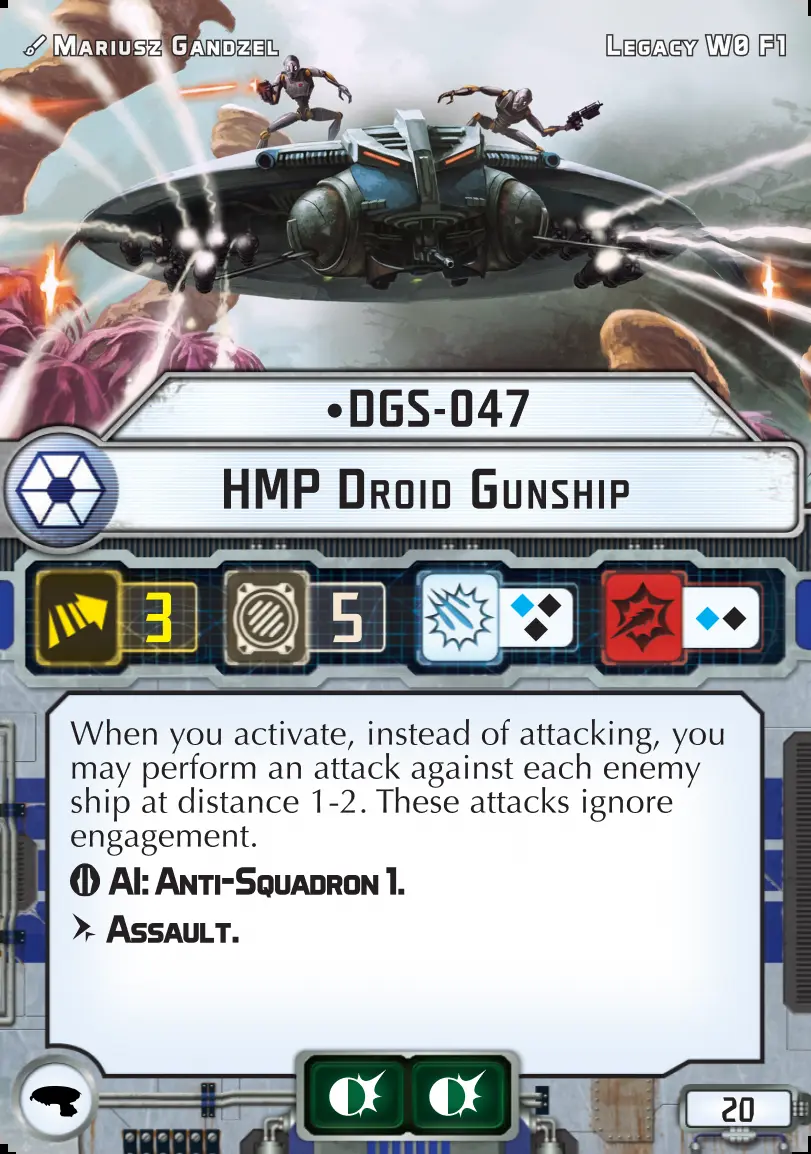 Mariusz Gandzel
Legacy W0 F1
•DGS-047
HMP Droid Gunship
3
5
When you activate, instead of attacking, you
may perform an attack against each enemy
ship at distance 1-2. These attacks ignore
engagement.
AI: Anti-Squadron 1.
Assault.
20